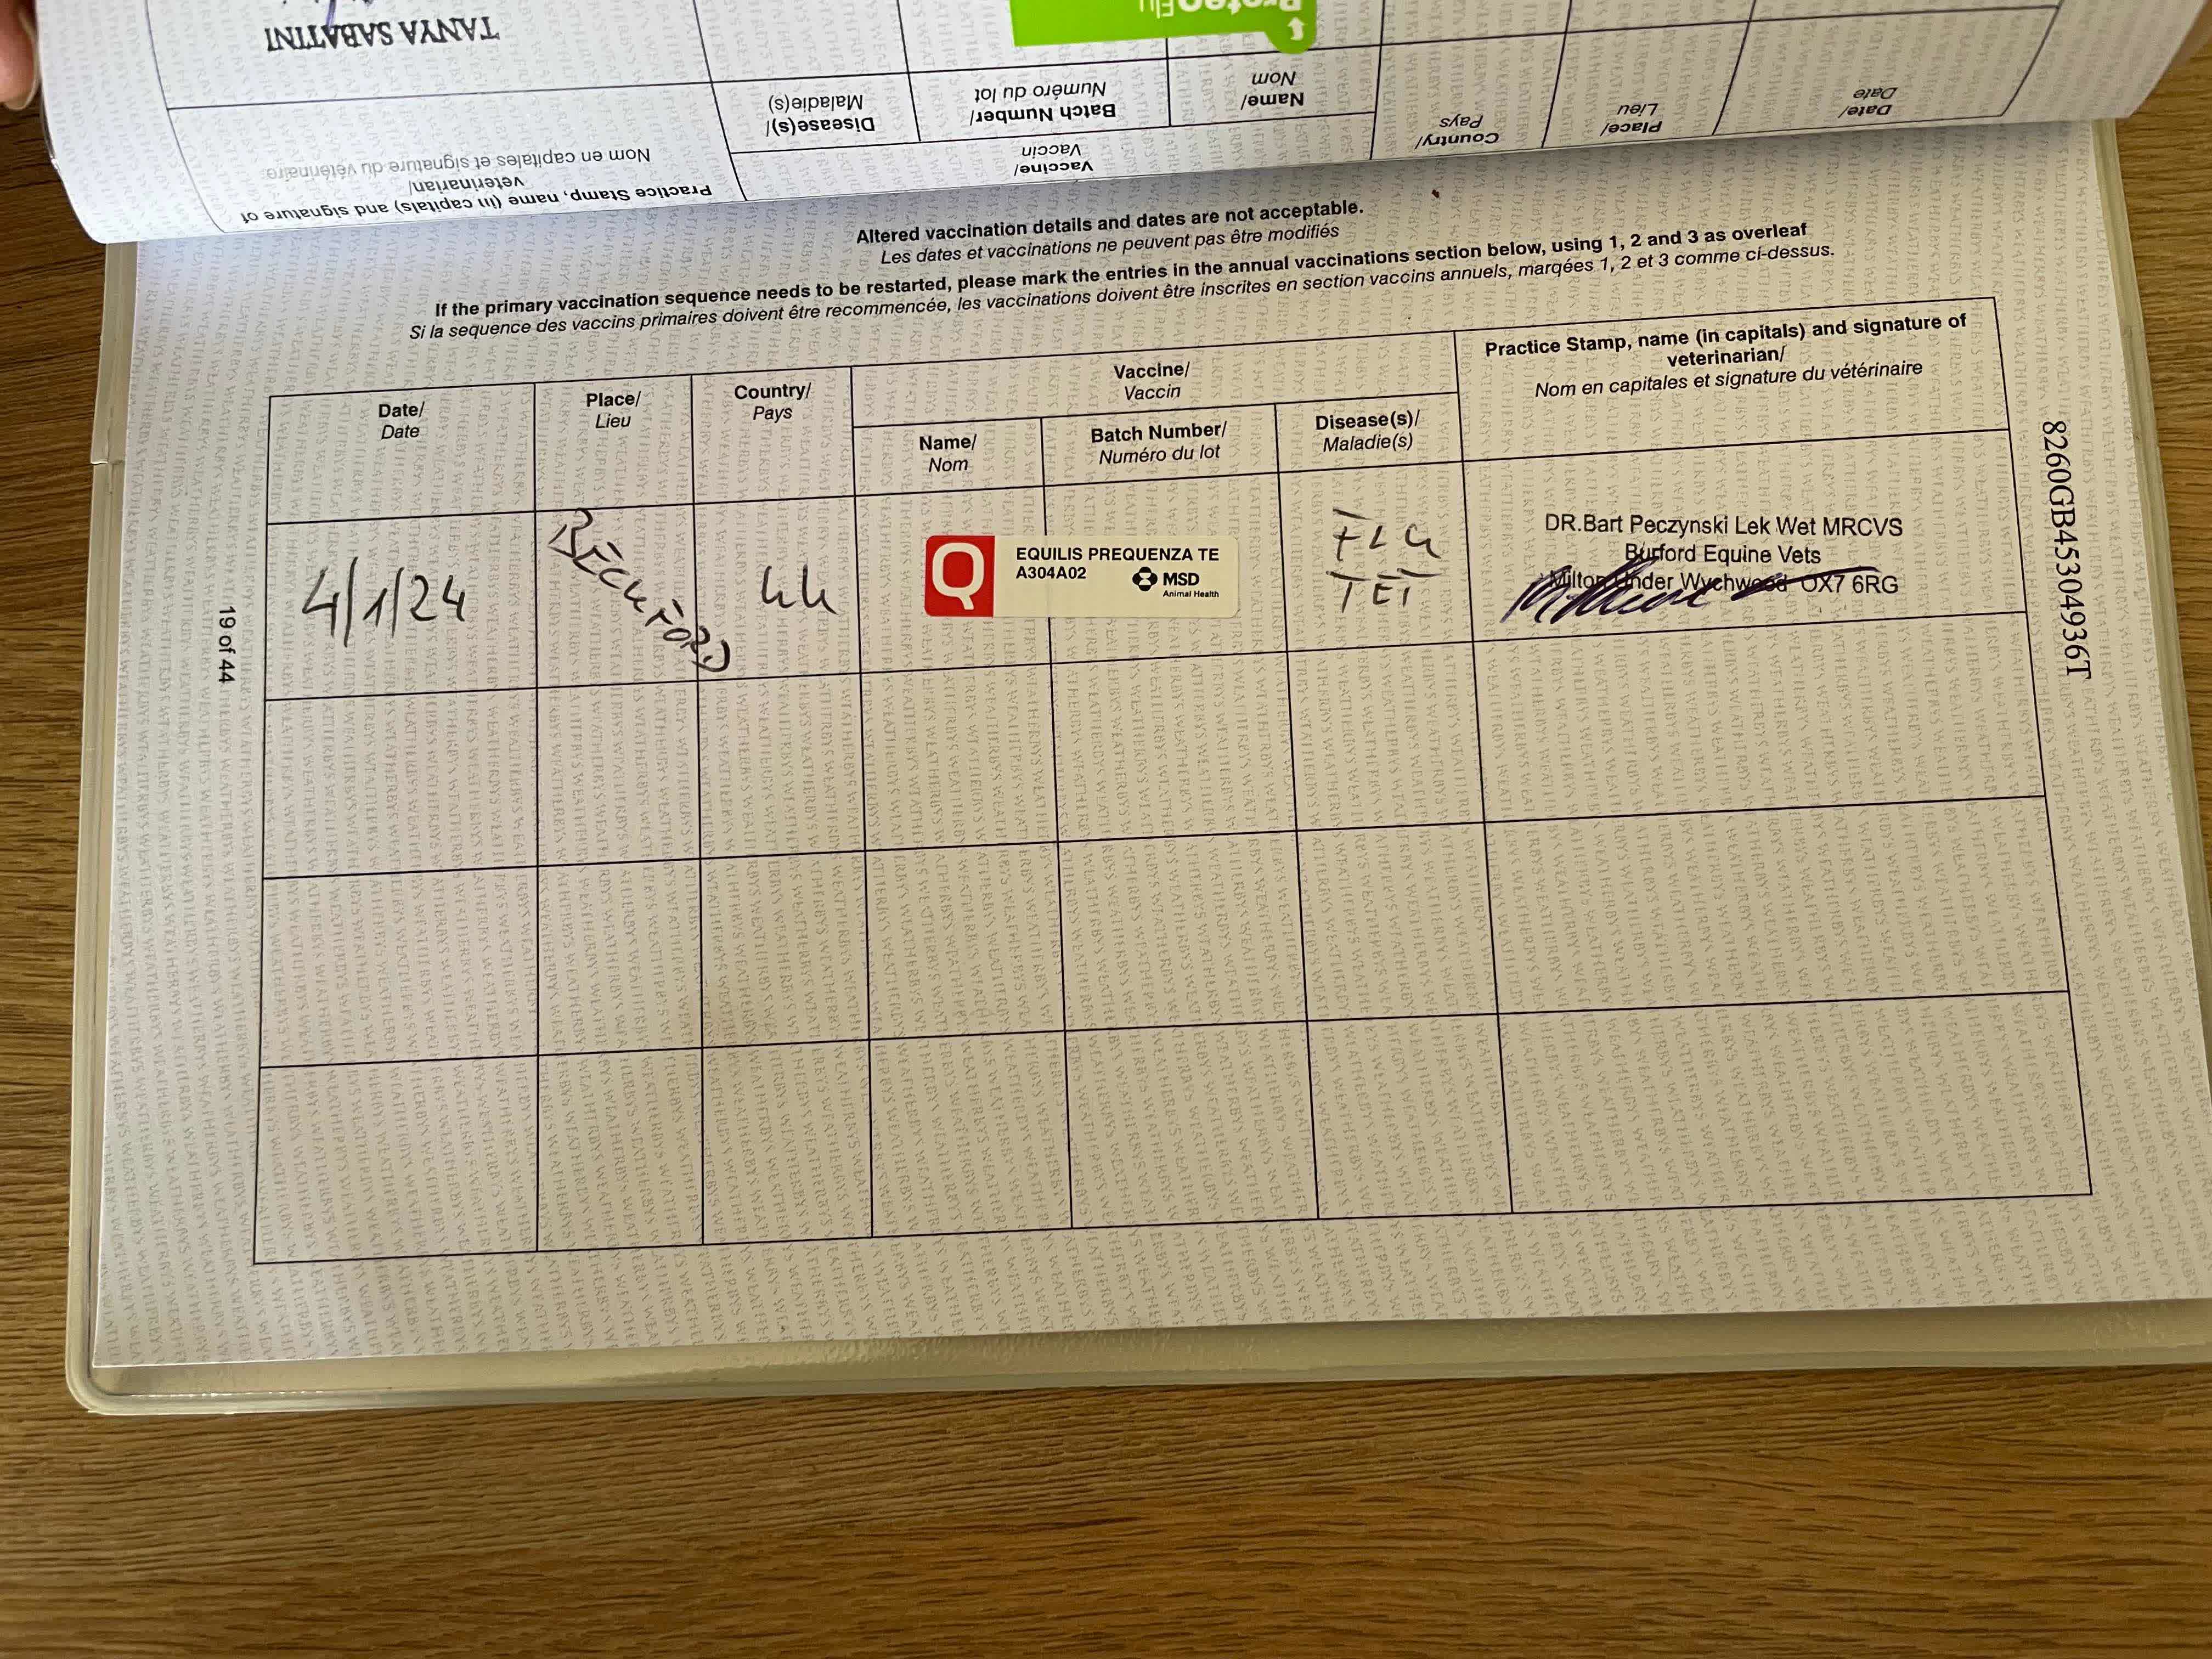 TANYA SABATINI
ProteqFlu
Name/
Nom
Batch Number/
Numéro du lot
Disease(s)/
Maladie(s)
Date/
Date
Place/
Lieu
Country/
Pays
Vaccine/
Vaccin
Practice Stamp, name (in capitals) and signature of
veterinarian/
Nom en capitales et signature du vétérinaire
Altered vaccination details and dates are not acceptable.
Les dates et vaccinations ne peuvent pas être modifiés
If the primary vaccination sequence needs to be restarted, please mark the entries in the annual vaccinations section below, using 1, 2 and 3 as overleaf
Si la sequence des vaccins primaires doivent être recommencée, les vaccinations doivent être inscrites en section vaccins annuels, marqées 1, 2 et 3 comme ci-dessus.
Date/
Date
Place/
Lieu
Country/
Pays
Vaccine/
Vaccin
Name/
Nom
Batch Number/
Numéro du lot
Disease(s)/
Maladie(s)
Practice Stamp, name (in capitals) and signature of
veterinarian/
Nom en capitales et signature du vétérinaire
4/1/24
UK
Q
EQUILIS PREQUENZA TE
A304A02
MSD
Animal Health
FLU
TET
DR.Bart Peczynski Lek Wet MRCVS
Burford Equine Vets
Milton Under Wychwood OX7 6RG
8260GB45304936T
19 of 44
WEATHERBYS